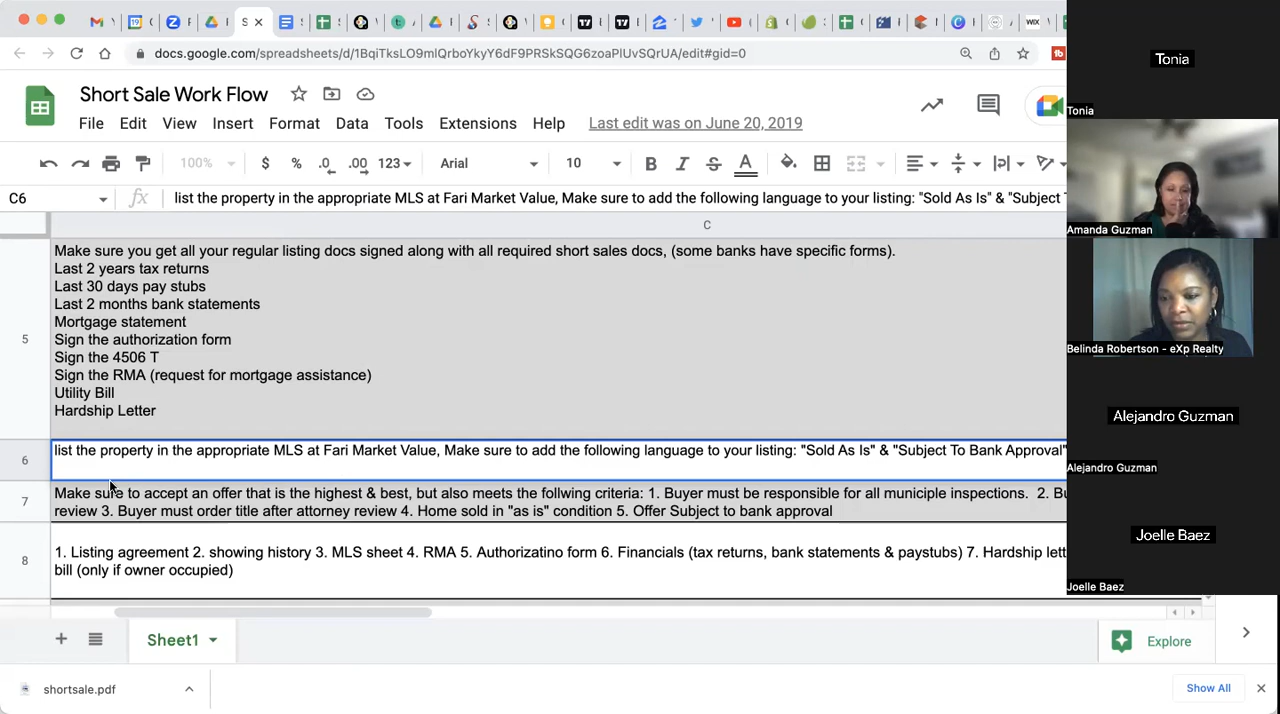 docs.google.com/spreadsheets/d/1BqiTksLO9mlQrboYkyY6dF9PRSkSQG6zoaPlUvSQrUA/edit#gid=0
Short Sale Work Flow
File Edit View Insert Format Data Tools Extensions Help Last edit was on June 20, 2019
100% $ % .0 .00 123 Arial 10 B I S A
C6 fx list the property in the appropriate MLS at Fari Market Value, Make sure to add the following language to your listing: "Sold As Is" & "Subject T
C
5
Make sure you get all your regular listing docs signed along with all required short sales docs, (some banks have specific forms).
Last 2 years tax returns
Last 30 days pay stubs
Last 2 months bank statements
Mortgage statement
Sign the authorization form
Sign the 4506 T
Sign the RMA (request for mortgage assistance)
Utility Bill
Hardship Letter
6
list the property in the appropriate MLS at Fari Market Value, Make sure to add the following language to your listing: "Sold As Is" & "Subject To Bank Approval"
7
Make sure to accept an offer that is the highest & best, but also meets the follwing criteria: 1. Buyer must be responsible for all municiple inspections. 2. Bu
review 3. Buyer must order title after attorney review 4. Home sold in "as is" condition 5. Offer Subject to bank approval
8
1. Listing agreement 2. showing history 3. MLS sheet 4. RMA 5. Authorizatino form 6. Financials (tax returns, bank statements & paystubs) 7. Hardship lett
bill (only if owner occupied)
Sheet1
Explore
shortsale.pdf
Show All
Tonia
Tonia
Amanda Guzman
Belinda Robertson - eXp Realty
Alejandro Guzman
Alejandro Guzman
Joelle Baez
Joelle Baez